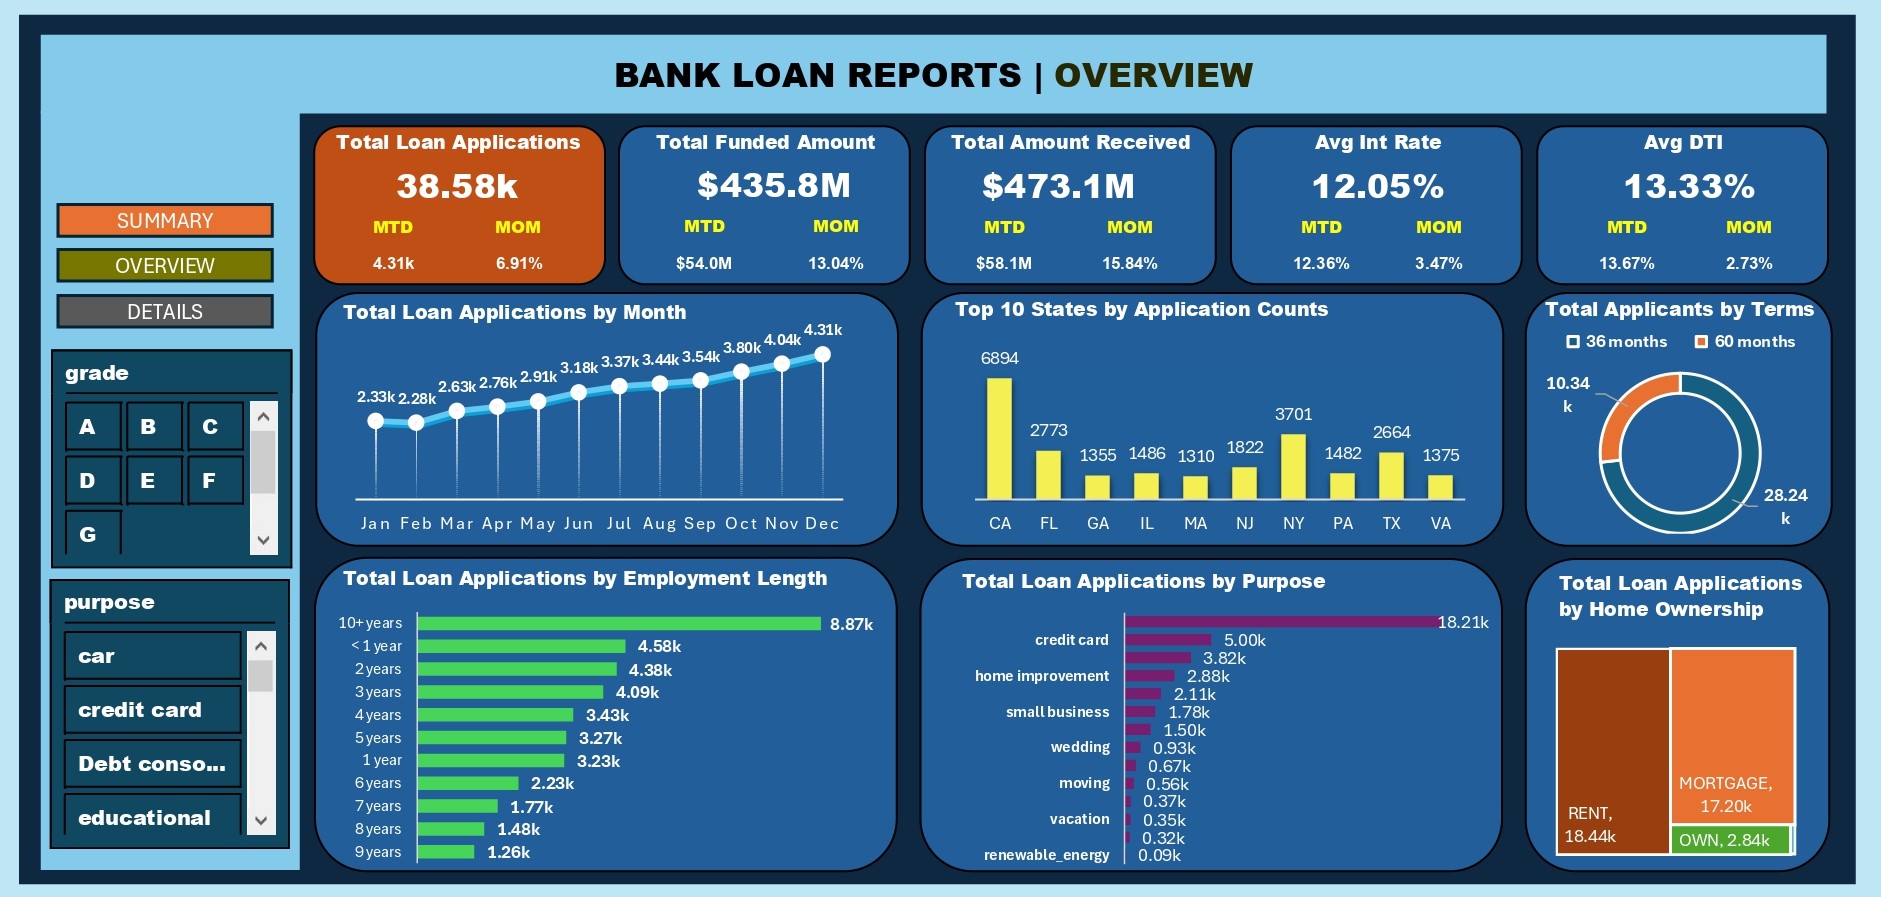 BANK LOAN REPORTS | OVERVIEW
SUMMARY
OVERVIEW
DETAILS
grade
A B C
D E F
G
purpose
car
credit card
Debt conso...
educational
Total Loan Applications
38.58k
MTD MOM
4.31k 6.91%
Total Funded Amount
$435.8M
MTD MOM
$54.0M 13.04%
Total Amount Received
$473.1M
MTD MOM
$58.1M 15.84%
Avg Int Rate
12.05%
MTD MOM
12.36% 3.47%
Avg DTI
13.33%
MTD MOM
13.67% 2.73%
Total Loan Applications by Month
2.33k 2.28k 2.63k 2.76k 2.91k 3.18k 3.37k 3.44k 3.54k 3.80k 4.04k 4.31k
Jan Feb Mar Apr May Jun Jul Aug Sep Oct Nov Dec
Top 10 States by Application Counts
6894 2773 1355 1486 1310 1822 3701 1482 2664 1375
CA FL GA IL MA NJ NY PA TX VA
Total Applicants by Terms
36 months 60 months
10.34
k
28.24
k
Total Loan Applications by Employment Length
10+ years 8.87k
< 1 year 4.58k
2 years 4.38k
3 years 4.09k
4 years 3.43k
5 years 3.27k
1 year 3.23k
6 years 2.23k
7 years 1.77k
8 years 1.48k
9 years 1.26k
Total Loan Applications by Purpose
18.21k
credit card 5.00k
3.82k
home improvement 2.88k
2.11k
small business 1.78k
1.50k
wedding 0.93k
0.67k
moving 0.56k
0.37k
vacation 0.35k
0.32k
renewable_energy 0.09k
Total Loan Applications
by Home Ownership
RENT,
18.44k
MORTGAGE,
17.20k
OWN, 2.84k